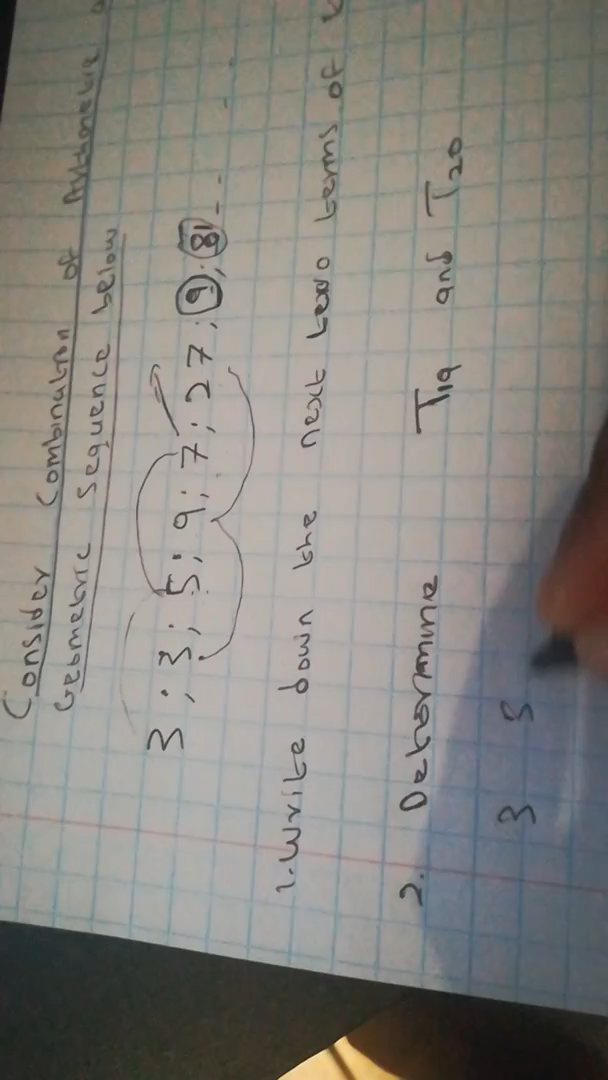 Consider Combination of Arithmetic
Geometric Sequence below
3; 3; 5; 9; 7; 27; 9; 81 - - -
1. Write down the next two terms of
2. Determine T19 and T20
3 5